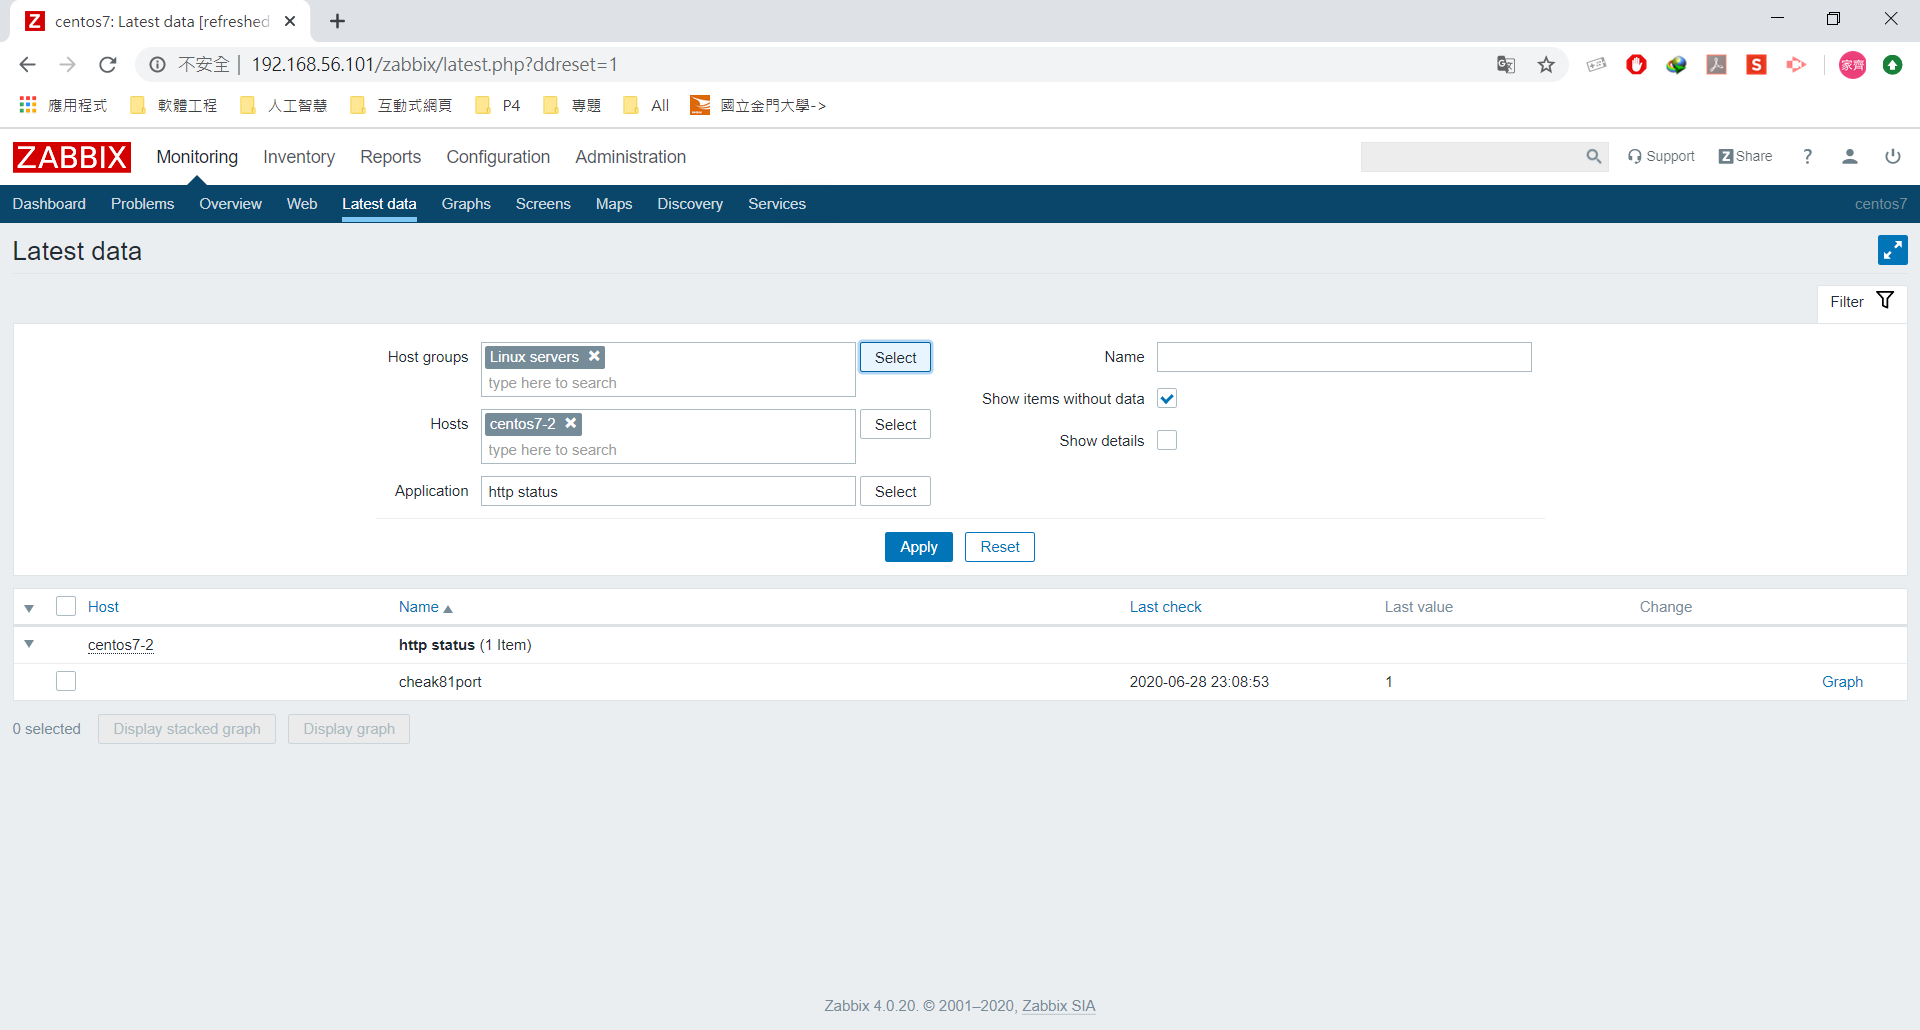 Z centos7: Latest data [refreshed
不安全 | 192.168.56.101/zabbix/latest.php?ddreset=1
S 家齊
應用程式 軟體工程 人工智慧 互動式網頁 P4 專題 All 國立金門大學->
ZABBIX Monitoring Inventory Reports Configuration Administration Support Z Share ?
Dashboard Problems Overview Web Latest data Graphs Screens Maps Discovery Services centos7
Latest data
Filter
Host groups Linux servers Select Name
type here to search
Show items without data
Hosts centos7-2 Select
type here to search
Show details
Application http status Select
Apply Reset
Host Name Last check Last value Change
centos7-2 http status (1 Item)
cheak81port 2020-06-28 23:08:53 1 Graph
0 selected Display stacked graph Display graph
Zabbix 4.0.20. © 2001–2020, Zabbix SIA